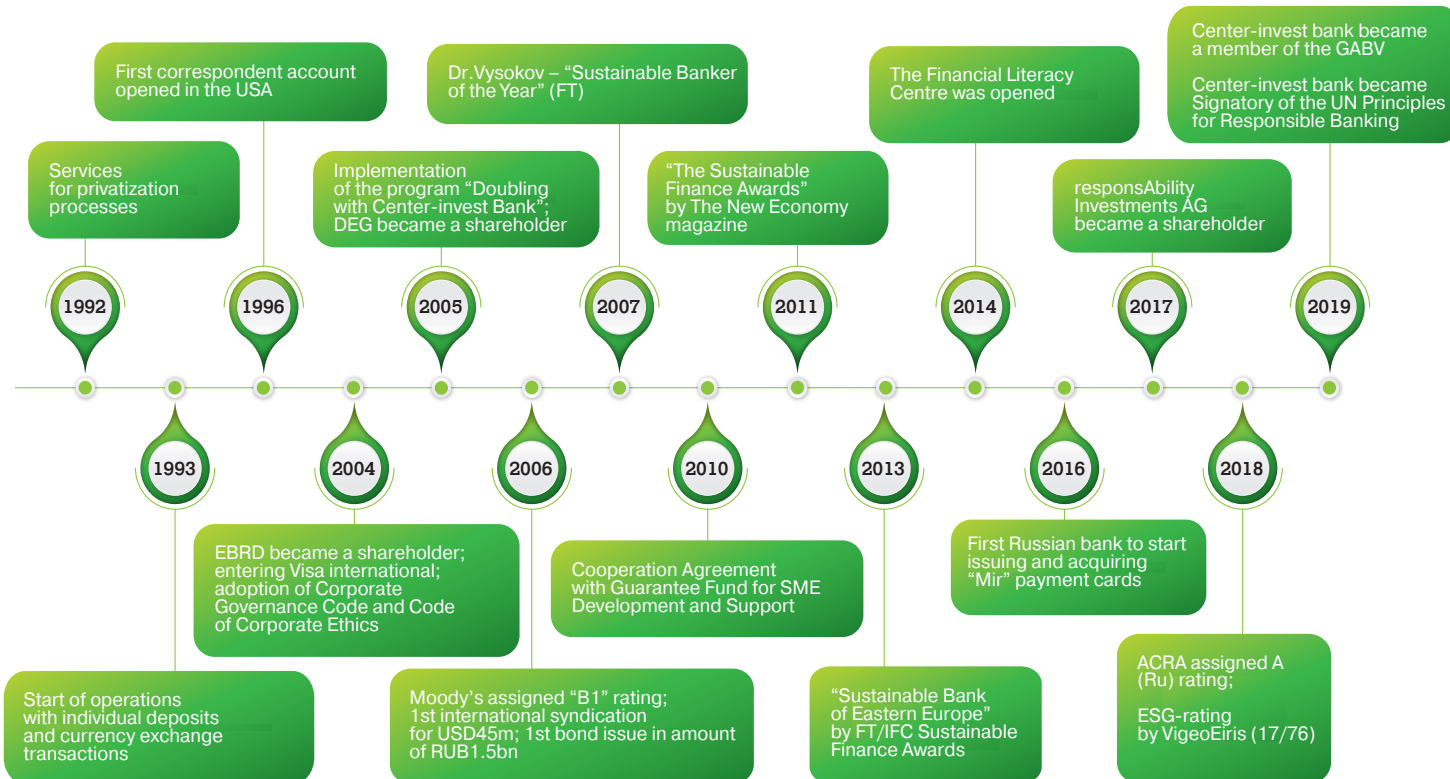 Center-invest bank became
a member of the GABV
Center-invest bank became
Signatory of the UN Principles
for Responsible Banking
First correspondent account
opened in the USA
Dr.Vysokov – “Sustainable Banker
of the Year” (FT)
The Financial Literacy
Centre was opened
Services
for privatization
processes
Implementation
of the program “Doubling
with Center-invest Bank”;
DEG became a shareholder
“The Sustainable
Finance Awards”
by The New Economy
magazine
responsAbility
Investments AG
became a shareholder
1992
1996
2005
2007
2011
2014
2017
2019
1993
2004
2006
2010
2013
2016
2018
EBRD became a shareholder;
entering Visa international;
adoption of Corporate
Governance Code and Code
of Corporate Ethics
Cooperation Agreement
with Guarantee Fund for SME
Development and Support
First Russian bank to start
issuing and acquiring
“Mir” payment cards
Start of operations
with individual deposits
and currency exchange
transactions
Moody’s assigned “B1” rating;
1st international syndication
for USD45m; 1st bond issue in amount
of RUB1.5bn
“Sustainable Bank
of Eastern Europe”
by FT/IFC Sustainable
Finance Awards
ACRA assigned A
(Ru) rating;
ESG-rating
by VigeoEiris (17/76)